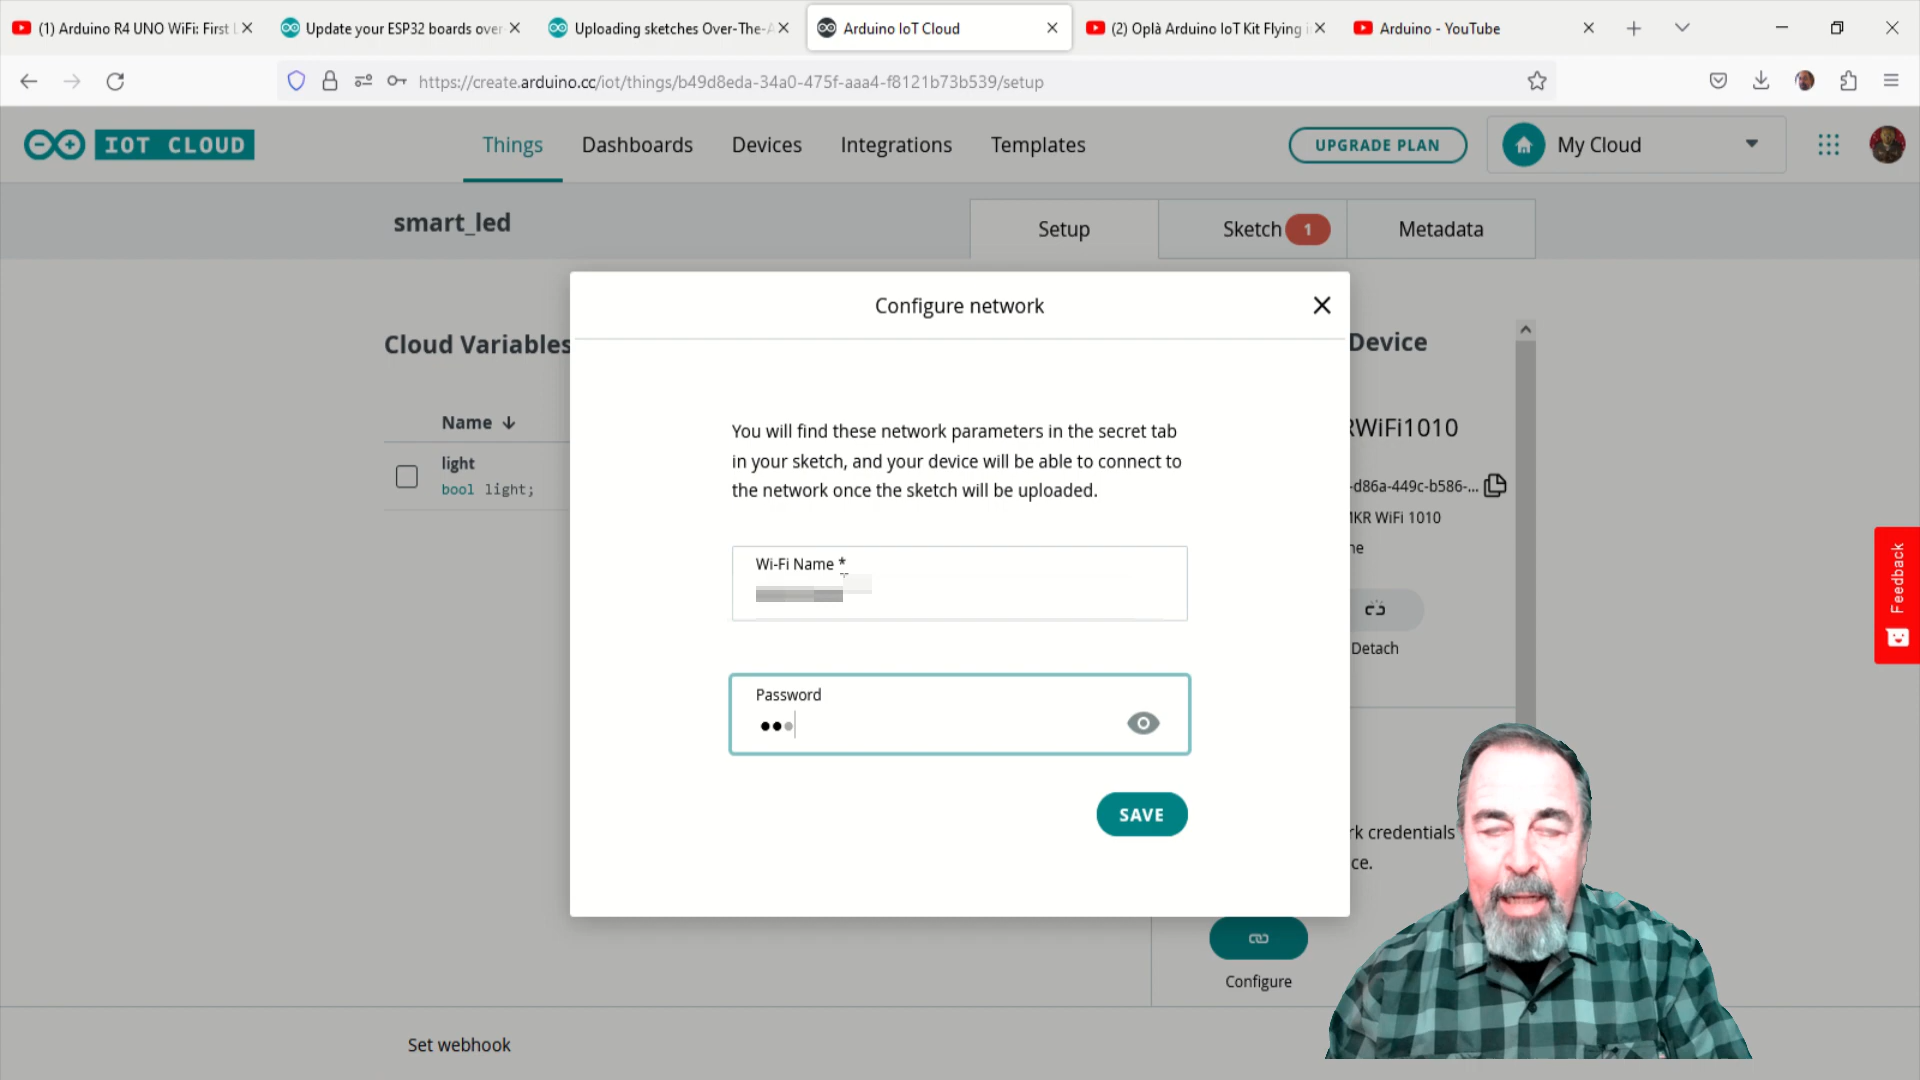 (1) Arduino R4 UNO WiFi: First
Update your ESP32 boards over
Uploading sketches Over-The-A
Arduino IoT Cloud
(2) Oplà Arduino IoT Kit Flying i
Arduino - YouTube
https://create.arduino.cc/iot/things/b49d8eda-34a0-475f-aaa4-f8121b73b539/setup
IOT CLOUD
Things
Dashboards
Devices
Integrations
Templates
UPGRADE PLAN
My Cloud
smart_led
Setup
Sketch 1
Metadata
Configure network
Cloud Variables
Device
Name
RWiFi1010
light
bool light;
You will find these network parameters in the secret tab
in your sketch, and your device will be able to connect to
the network once the sketch will be uploaded.
-d86a-449c-b586-...
MKR WiFi 1010
ne
Wi-Fi Name *
Detach
Password
SAVE
rk credentials
ce.
Configure
Feedback
Set webhook